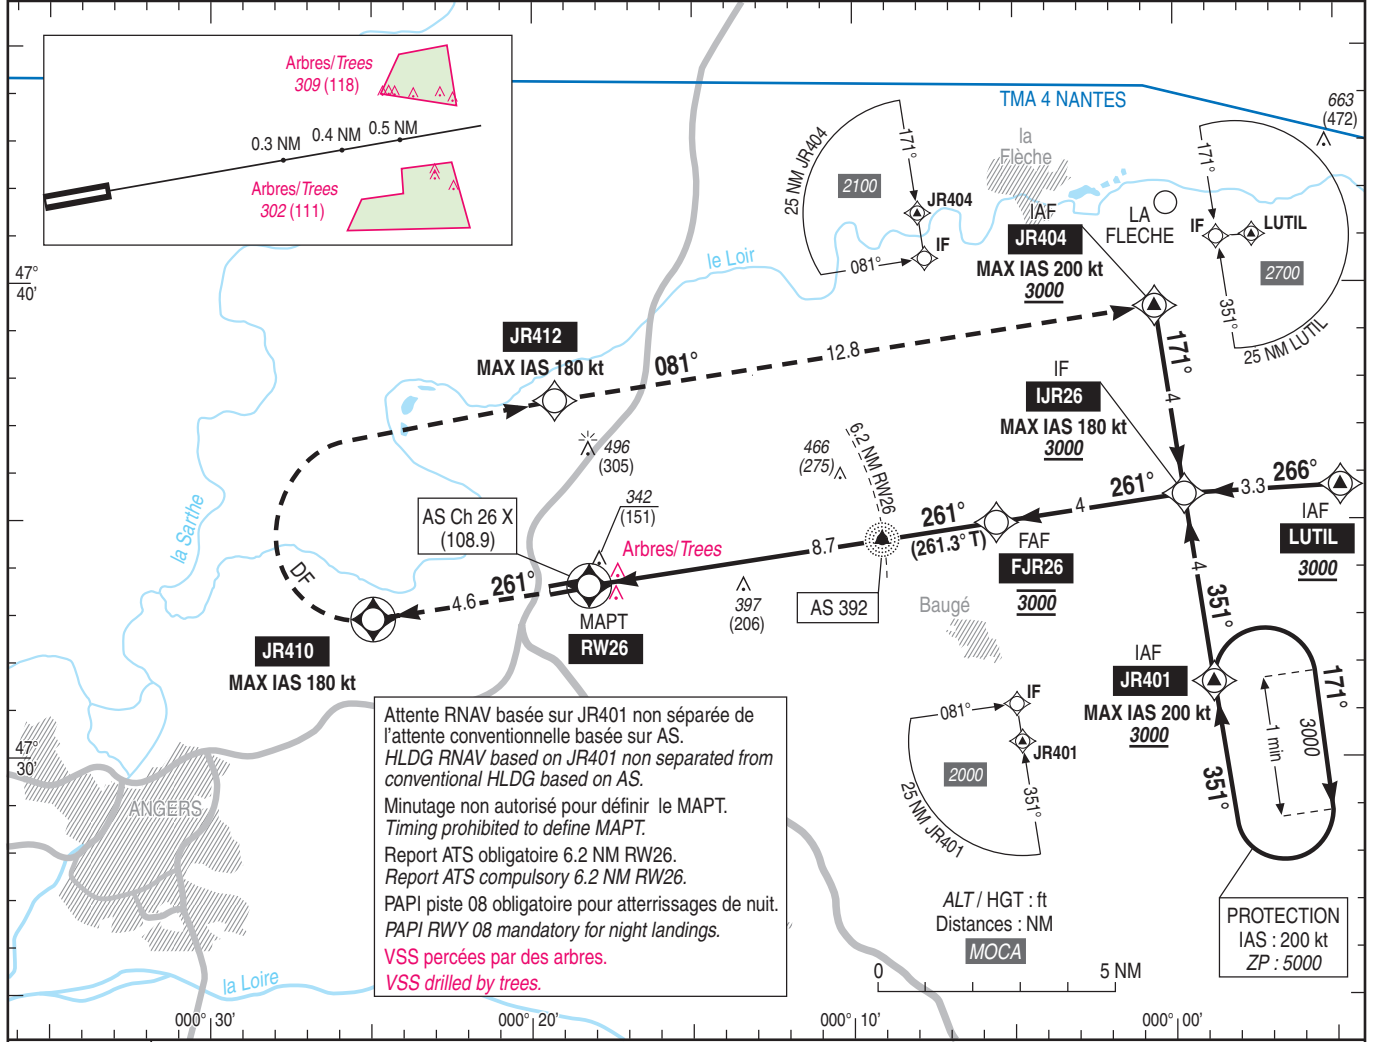 Arbres/Trees
309 (118)
0.3 NM
0.4 NM
0.5 NM
Arbres/Trees
302 (111)
TMA 4 NANTES
663
(472)
25 NM JR404
171°
2100
JR404
IF
081°
la
Flèche
LA
FLECHE
171°
IF
LUTIL
2700
351°
25 NM LUTIL
IAF
JR404
MAX IAS 200 kt
3000
47°
40'
le Loir
JR412
MAX IAS 180 kt
081°
12.8
171°
4
IF
IJR26
MAX IAS 180 kt
3000
496
(305)
466
(275)
6.2 NM RW26
342
(151)
AS Ch 26 X
(108.9)
Arbres/Trees
8.7
261°
(261.3° T)
4
261°
266°
3.3
IAF
LUTIL
3000
FAF
FJR26
3000
la Sarthe
DF
261°
4.6
MAPT
RW26
397
(206)
AS 392
Baugé
4
351°
JR410
MAX IAS 180 kt
IAF
JR401
MAX IAS 200 kt
3000
171°
3000
1 min
351°
IF
081°
JR401
2000
351°
25 NM JR401
47°
30'
ANGERS
Attente RNAV basée sur JR401 non séparée de
l'attente conventionnelle basée sur AS.
HLDG RNAV based on JR401 non separated from
conventional HLDG based on AS.
Minutage non autorisé pour définir le MAPT.
Timing prohibited to define MAPT.
Report ATS obligatoire 6.2 NM RW26.
Report ATS compulsory 6.2 NM RW26.
PAPI piste 08 obligatoire pour atterrissages de nuit.
PAPI RWY 08 mandatory for night landings.
VSS percées par des arbres.
VSS drilled by trees.
ALT / HGT : ft
Distances : NM
MOCA
0
5 NM
PROTECTION
IAS : 200 kt
ZP : 5000
la Loire
000° 30'
000° 20'
000° 10'
000° 00'